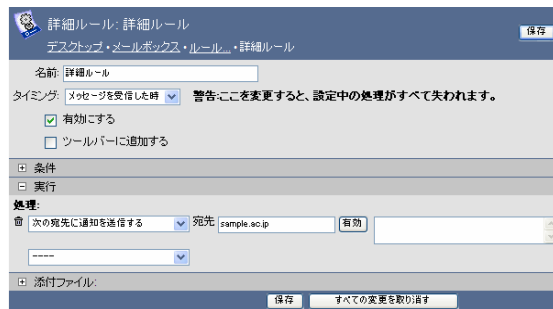 詳細ルール: 詳細ルール
保存
デスクトップ • メールボックス • ルール... • 詳細ルール
名前: 詳細ルール
タイミング: メッセージを受信した時 警告:ここを変更すると、設定中の処理がすべて失われます。
有効にする
ツールバーに追加する
条件
実行
処理:
次の宛先に通知を送信する 宛先 sample.ac.jp 有効
----
添付ファイル:
保存 すべての変更を取り消す